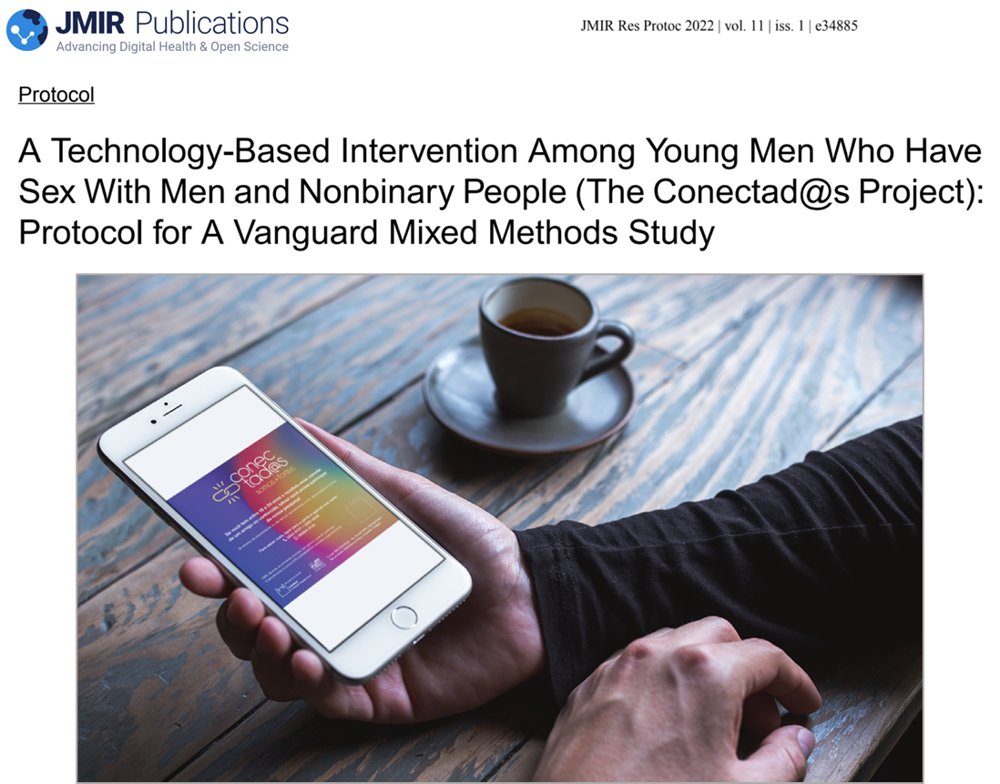 JMIR Publications
Advancing Digital Health & Open Science
JMIR Res Protoc 2022 | vol. 11 | iss. 1 | e34885
Protocol
A Technology-Based Intervention Among Young Men Who Have
Sex With Men and Nonbinary People (The Conectad@s Project):
Protocol for A Vanguard Mixed Methods Study
conec
tad@s
somos+fortes